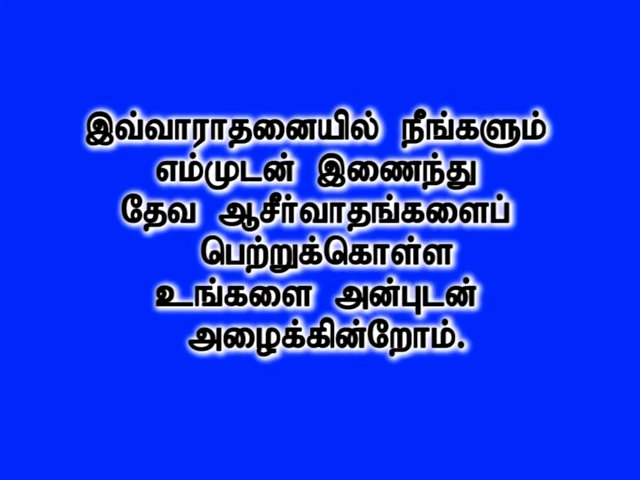 இவ்வாராதனையில் நீங்களும்
எம்முடன் இணைந்து
தேவ ஆசீர்வாதங்களைப்
பெற்றுக்கொள்ள
உங்களை அன்புடன்
அழைக்கின்றோம்.